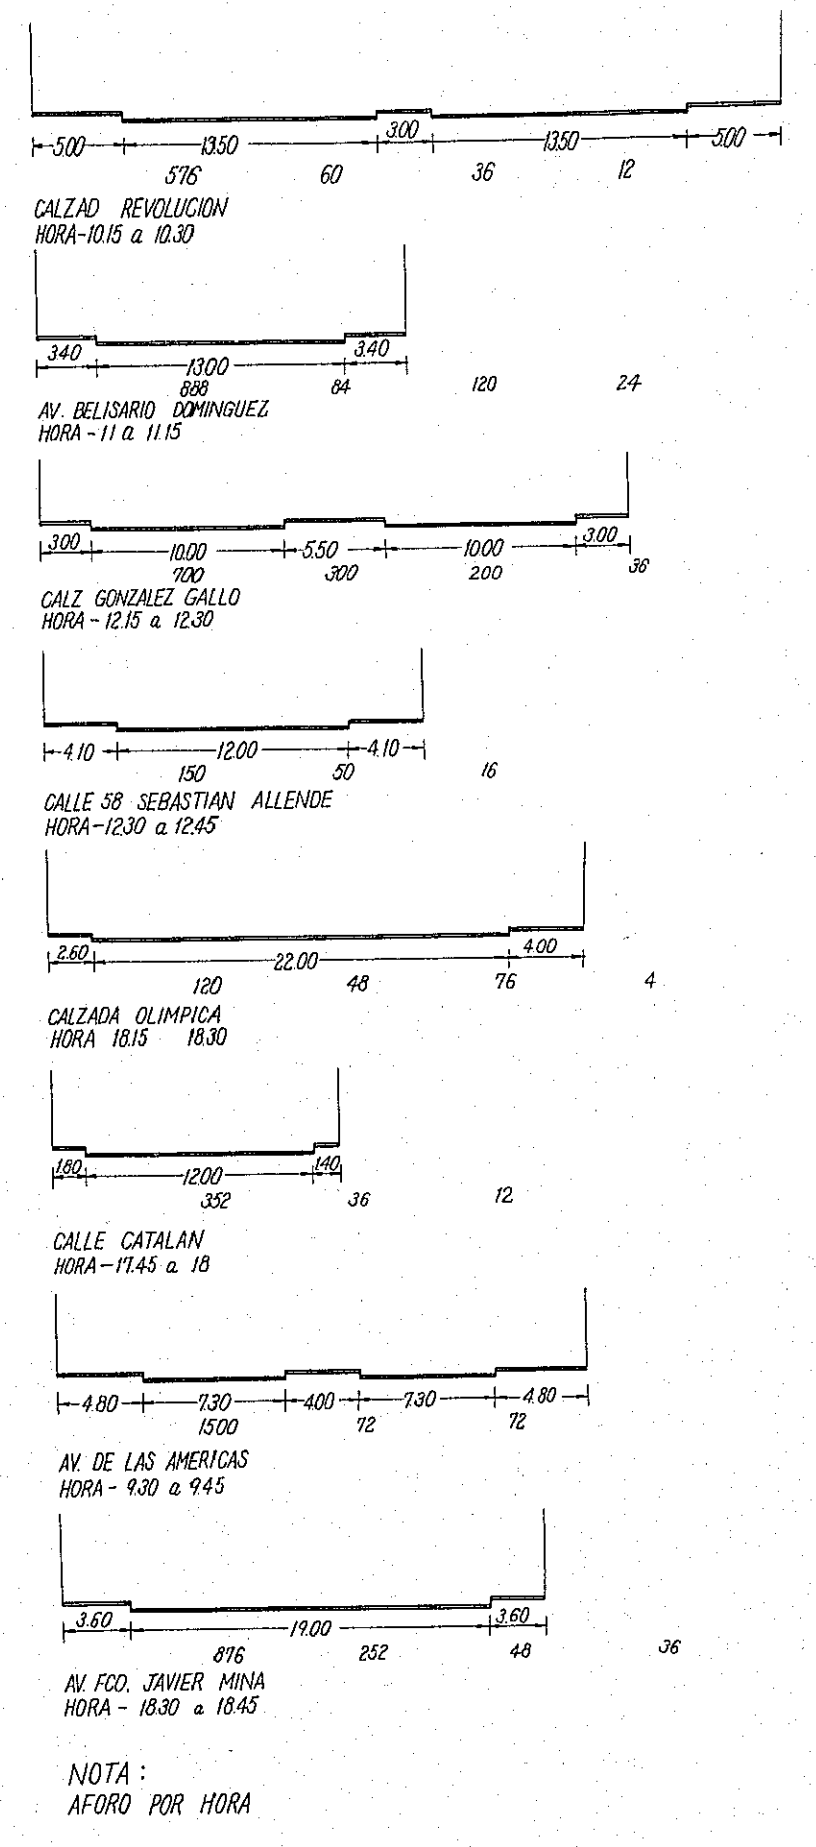 5.00 13.50 3.00 13.50 5.00
576 60 36 12
CALZAD REVOLUCION
HORA-10.15 a 10.30
3.40 13.00 3.40
888 84 120 24
AV. BELISARIO DOMINGUEZ
HORA - 11 a 11.15
3.00 10.00 5.50 10.00 3.00
700 300 200 36
CALZ GONZALEZ GALLO
HORA - 12.15 a 12.30
4.10 12.00 4.10
150 50 16
CALLE 58 SEBASTIAN ALLENDE
HORA-12.30 a 12.45
2.60 22.00 4.00
120 48 76 4
CALZADA OLIMPICA
HORA 18.15 18.30
1.80 12.00 1.40
352 36 12
CALLE CATALAN
HORA-17.45 a 18
4.80 7.30 4.00 7.30 4.80
1500 72 72
AV. DE LAS AMERICAS
HORA - 9.30 a 9.45
3.60 19.00 3.60
876 252 48 36
AV. FCO. JAVIER MINA
HORA - 18.30 a 18.45
NOTA :
AFORO POR HORA